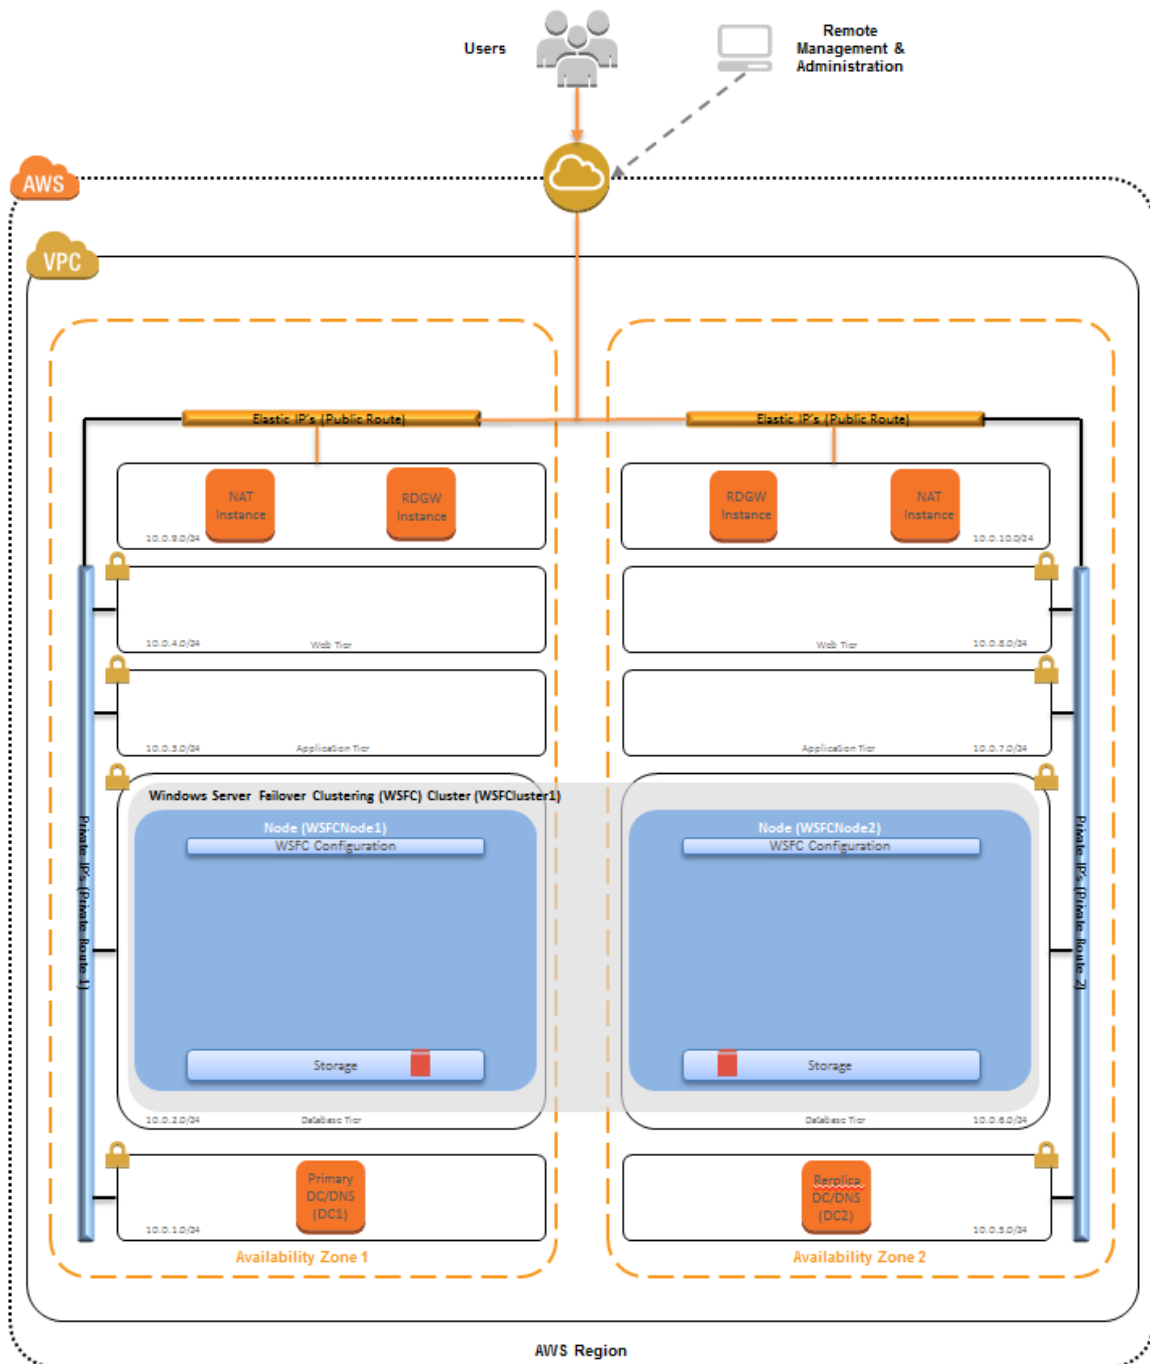 Users
Remote
Management &
Administration
AWS
VPC
Elastic IP's (Public Route)
Elastic IP's (Public Route)
NAT
Instance
RDGW
Instance
RDGW
Instance
NAT
Instance
10.0.9.0/24
10.0.10.0/24
10.0.4.0/24
Web Tier
Web Tier
10.0.8.0/24
10.0.3.0/24
Application Tier
Application Tier
10.0.7.0/24
Windows Server Failover Clustering (WSFC) Cluster (WSFCluster1)
Node (WSFCNode1)
WSFC Configuration
Node (WSFCNode2)
WSFC Configuration
Private IP's (Private Route 1)
Private IP's (Private Route 2)
Storage
Storage
10.0.2.0/24
Database Tier
Database Tier
10.0.6.0/24
Primary
DC/DNS
(DC1)
Rerplica
DC/DNS
(DC2)
10.0.1.0/24
10.0.5.0/24
Availability Zone 1
Availability Zone 2
AWS Region